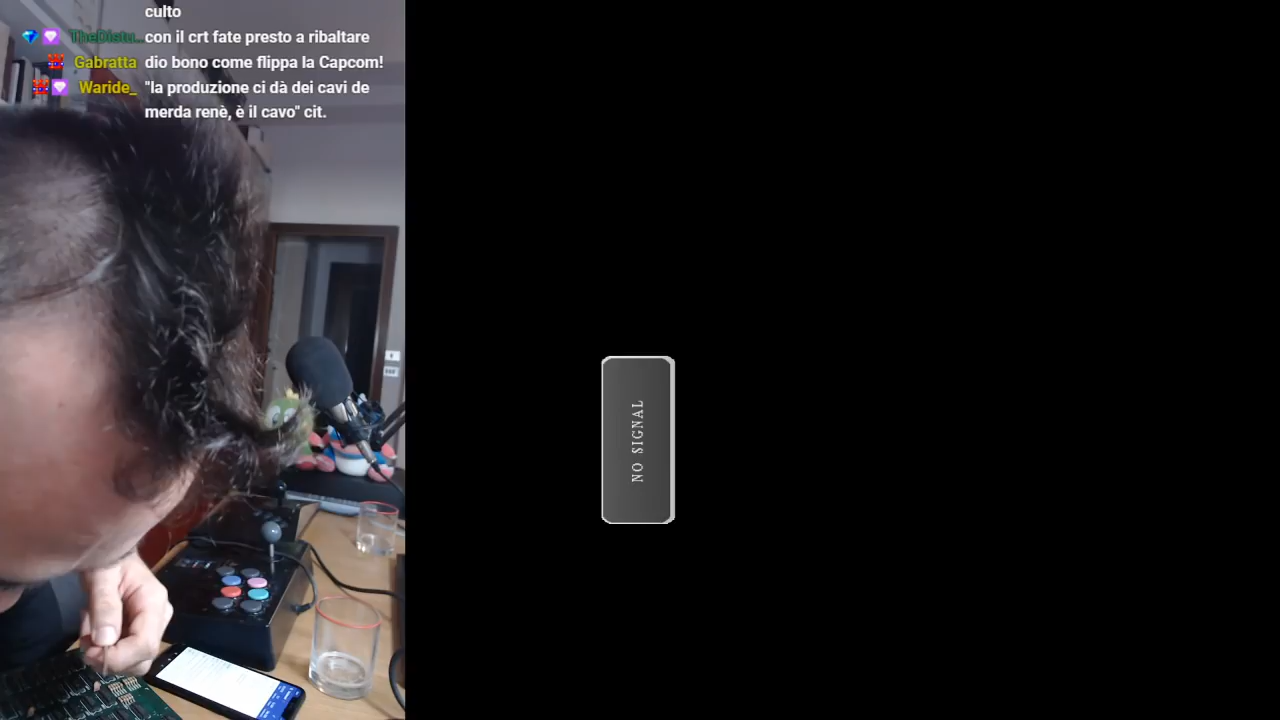 culto
TheDistu... con il crt fate presto a ribaltare
Gabratta dio bono come flippa la Capcom!
Waride_ "la produzione ci dà dei cavi de
merda renè, è il cavo" cit.
NO SIGNAL